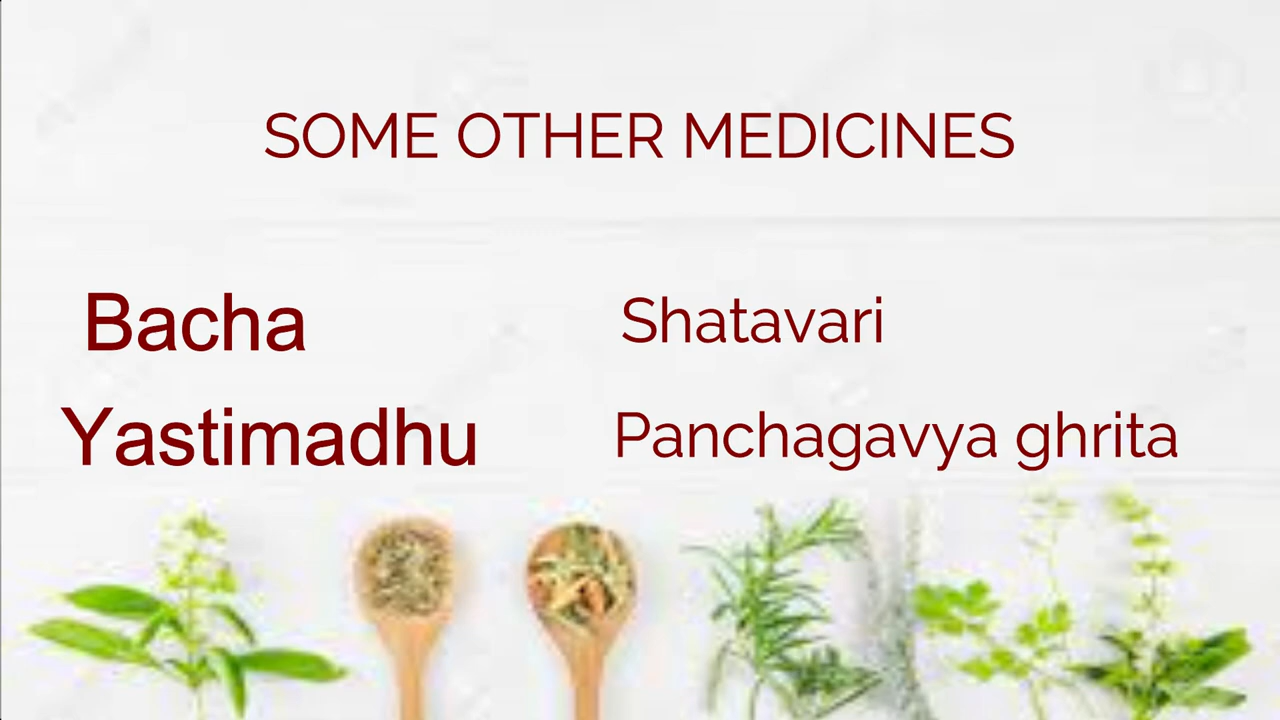 SOME OTHER MEDICINES
Bacha
Shatavari
Yastimadhu
Panchagavya ghrita